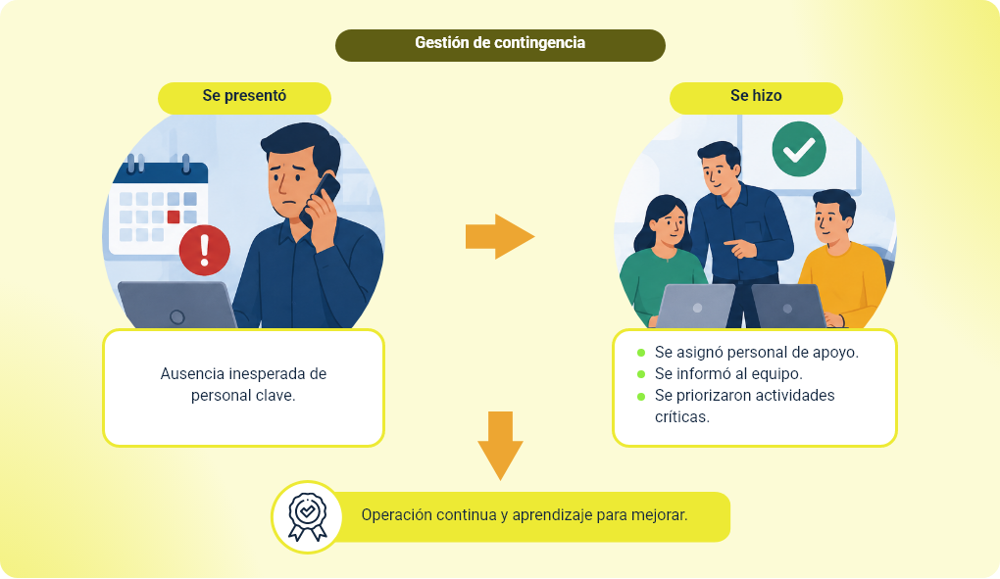 Gestión de contingencia
Se presentó
Ausencia inesperada de
personal clave.
Se hizo
Se asignó personal de apoyo.
Se informó al equipo.
Se priorizaron actividades
críticas.
Operación continua y aprendizaje para mejorar.